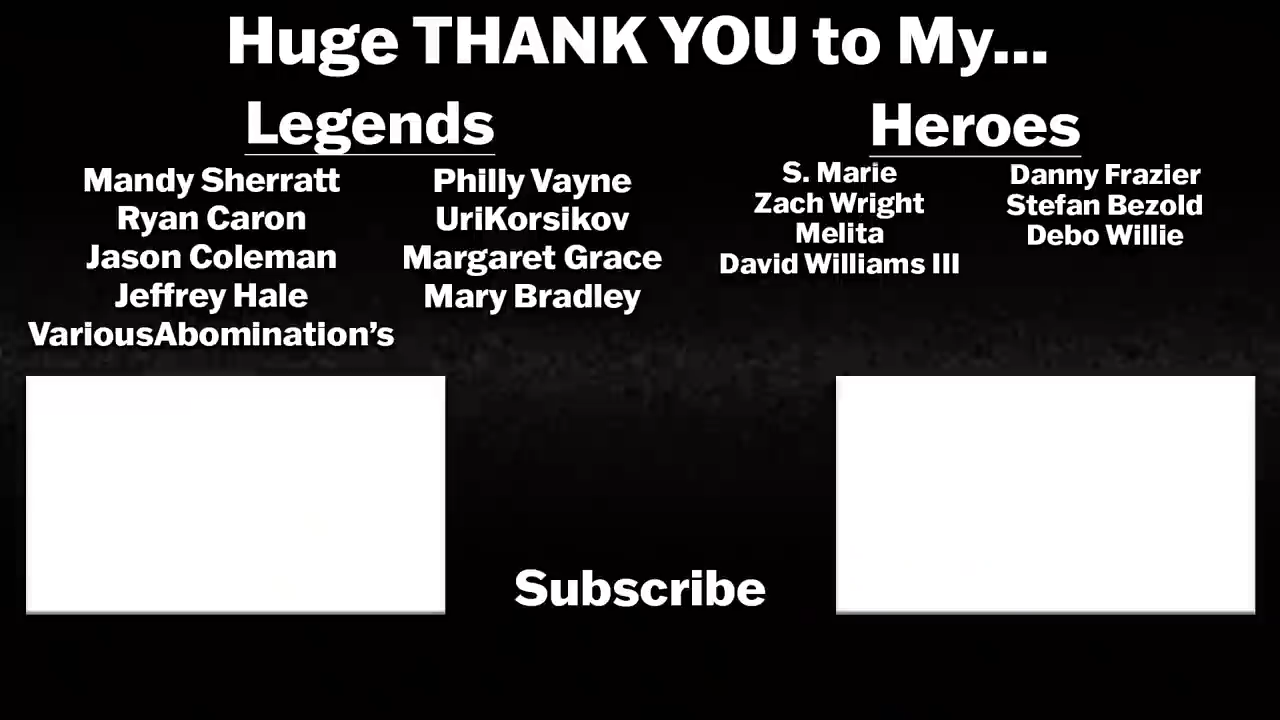 Huge THANK YOU to My...
Legends
Mandy Sherratt
Ryan Caron
Jason Coleman
Jeffrey Hale
VariousAbomination’s
Philly Vayne
UriKorsikov
Margaret Grace
Mary Bradley
Heroes
S. Marie
Zach Wright
Melita
David Williams III
Danny Frazier
Stefan Bezold
Debo Willie
Subscribe